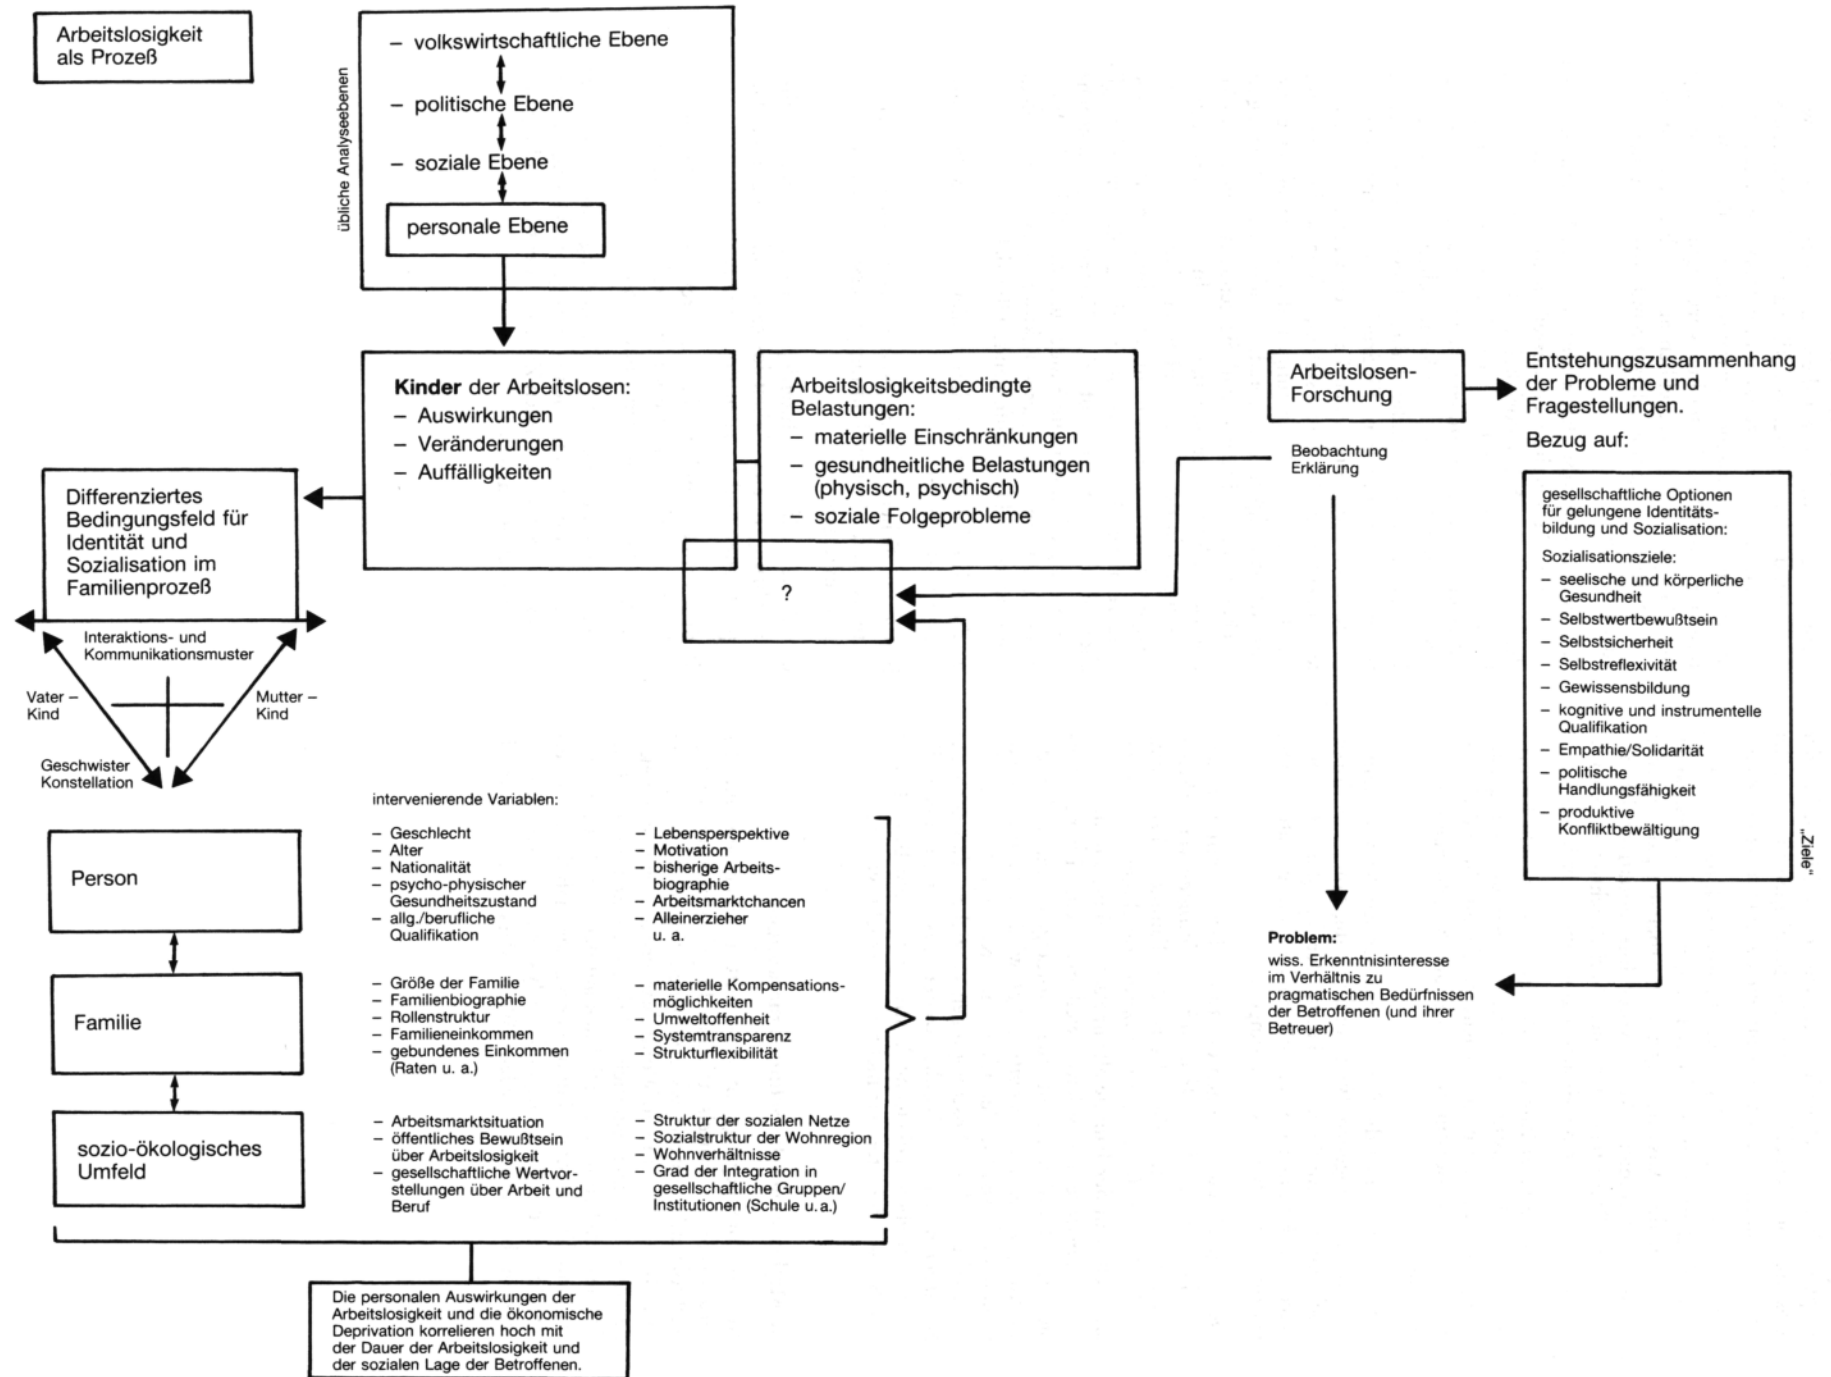 Arbeitslosigkeit
als Prozeß
übliche Analyseebenen
– volkswirtschaftliche Ebene
– politische Ebene
– soziale Ebene
personale Ebene
Kinder der Arbeitslosen:
– Auswirkungen
– Veränderungen
– Auffälligkeiten
Arbeitslosigkeitsbedingte
Belastungen:
– materielle Einschränkungen
– gesundheitliche Belastungen
(physisch, psychisch)
– soziale Folgeprobleme
?
Arbeitslosen-
Forschung
Beobachtung
Erklärung
Entstehungszusammenhang
der Probleme und
Fragestellungen.
Bezug auf:
gesellschaftliche Optionen
für gelungene Identitäts-
bildung und Sozialisation:
Sozialisationsziele:
– seelische und körperliche
Gesundheit
– Selbstwertbewußtsein
– Selbstsicherheit
– Selbstreflexivität
– Gewissensbildung
– kognitive und instrumentelle
Qualifikation
– Empathie/Solidarität
– politische
Handlungsfähigkeit
– produktive
Konfliktbewältigung
„Ziele“
Problem:
wiss. Erkenntnisinteresse
im Verhältnis zu
pragmatischen Bedürfnissen
der Betroffenen (und ihrer
Betreuer)
Differenziertes
Bedingungsfeld für
Identität und
Sozialisation im
Familienprozeß
Interaktions- und
Kommunikationsmuster
Vater –
Kind
Mutter –
Kind
Geschwister
Konstellation
Person
Familie
sozio-ökologisches
Umfeld
intervenierende Variablen:
– Geschlecht
– Alter
– Nationalität
– psycho-physischer
Gesundheitszustand
– allg./berufliche
Qualifikation
– Lebensperspektive
– Motivation
– bisherige Arbeits-
biographie
– Arbeitsmarktchancen
– Alleinerzieher
u. a.
– Größe der Familie
– Familienbiographie
– Rollenstruktur
– Familieneinkommen
– gebundenes Einkommen
(Raten u. a.)
– materielle Kompensations-
möglichkeiten
– Umweltoffenheit
– Systemtransparenz
– Strukturflexibilität
– Arbeitsmarktsituation
– öffentliches Bewußtsein
über Arbeitslosigkeit
– gesellschaftliche Wertvor-
stellungen über Arbeit und
Beruf
– Struktur der sozialen Netze
– Sozialstruktur der Wohnregion
– Wohnverhältnisse
– Grad der Integration in
gesellschaftliche Gruppen/
Institutionen (Schule u. a.)
Die personalen Auswirkungen der
Arbeitslosigkeit und die ökonomische
Deprivation korrelieren hoch mit
der Dauer der Arbeitslosigkeit und
der sozialen Lage der Betroffenen.